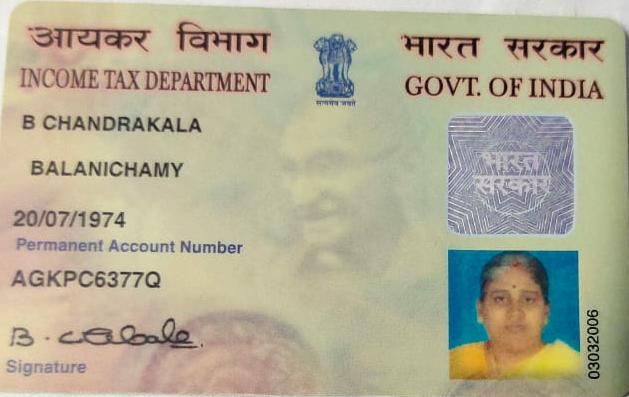 आयकर विभाग
INCOME TAX DEPARTMENT
सत्यमेव जयते
भारत सरकार
GOVT. OF INDIA
B CHANDRAKALA
BALANICHAMY
20/07/1974
Permanent Account Number
AGKPC6377Q
Signature
भारत
सरकार
03032006